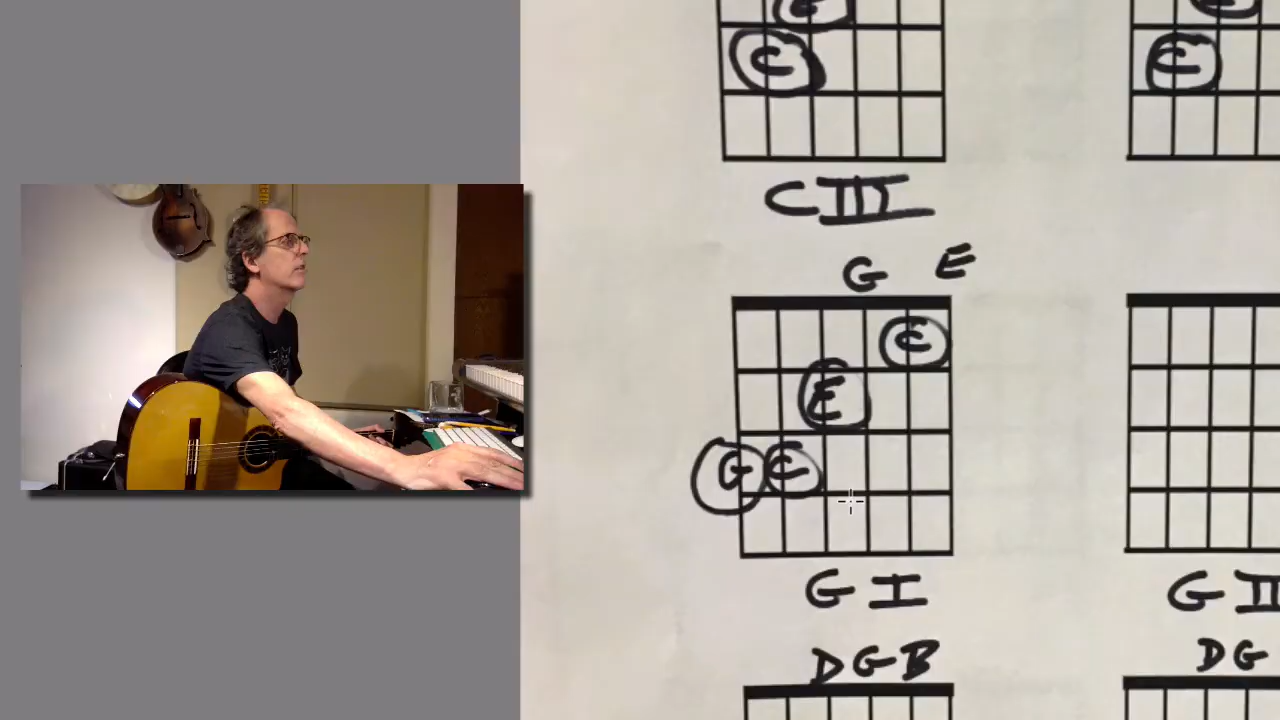 E
C C
C III
G E
C
E
G C
G I G II
D G B D G